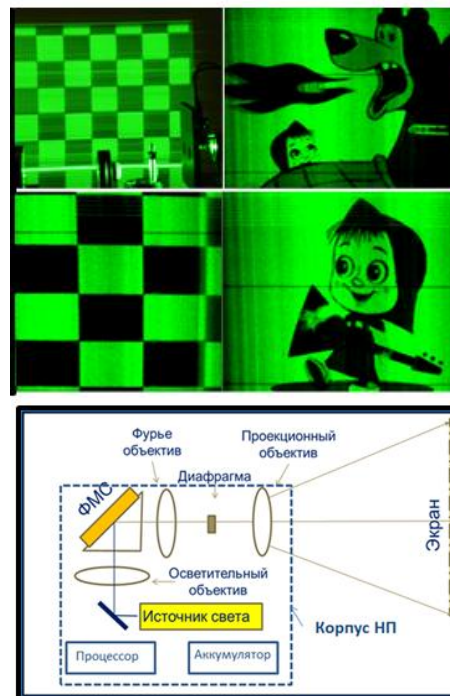 Фурье
объектив
Проекционный
объектив
Диафрагма
ФМС
Экран
Осветительный
объектив
Источник света
Корпус НП
Процессор
Аккумулятор